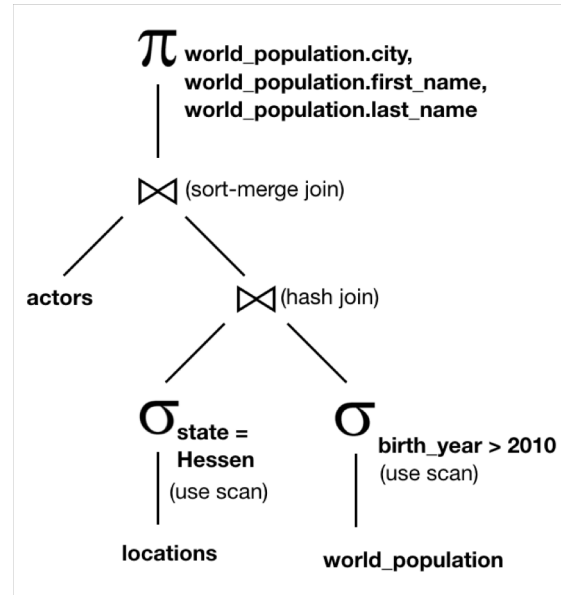 π world_population.city,
world_population.first_name,
world_population.last_name
⋈ (sort-merge join)
actors
⋈ (hash join)
σ state =
Hessen
(use scan)
σ birth_year > 2010
(use scan)
locations
world_population